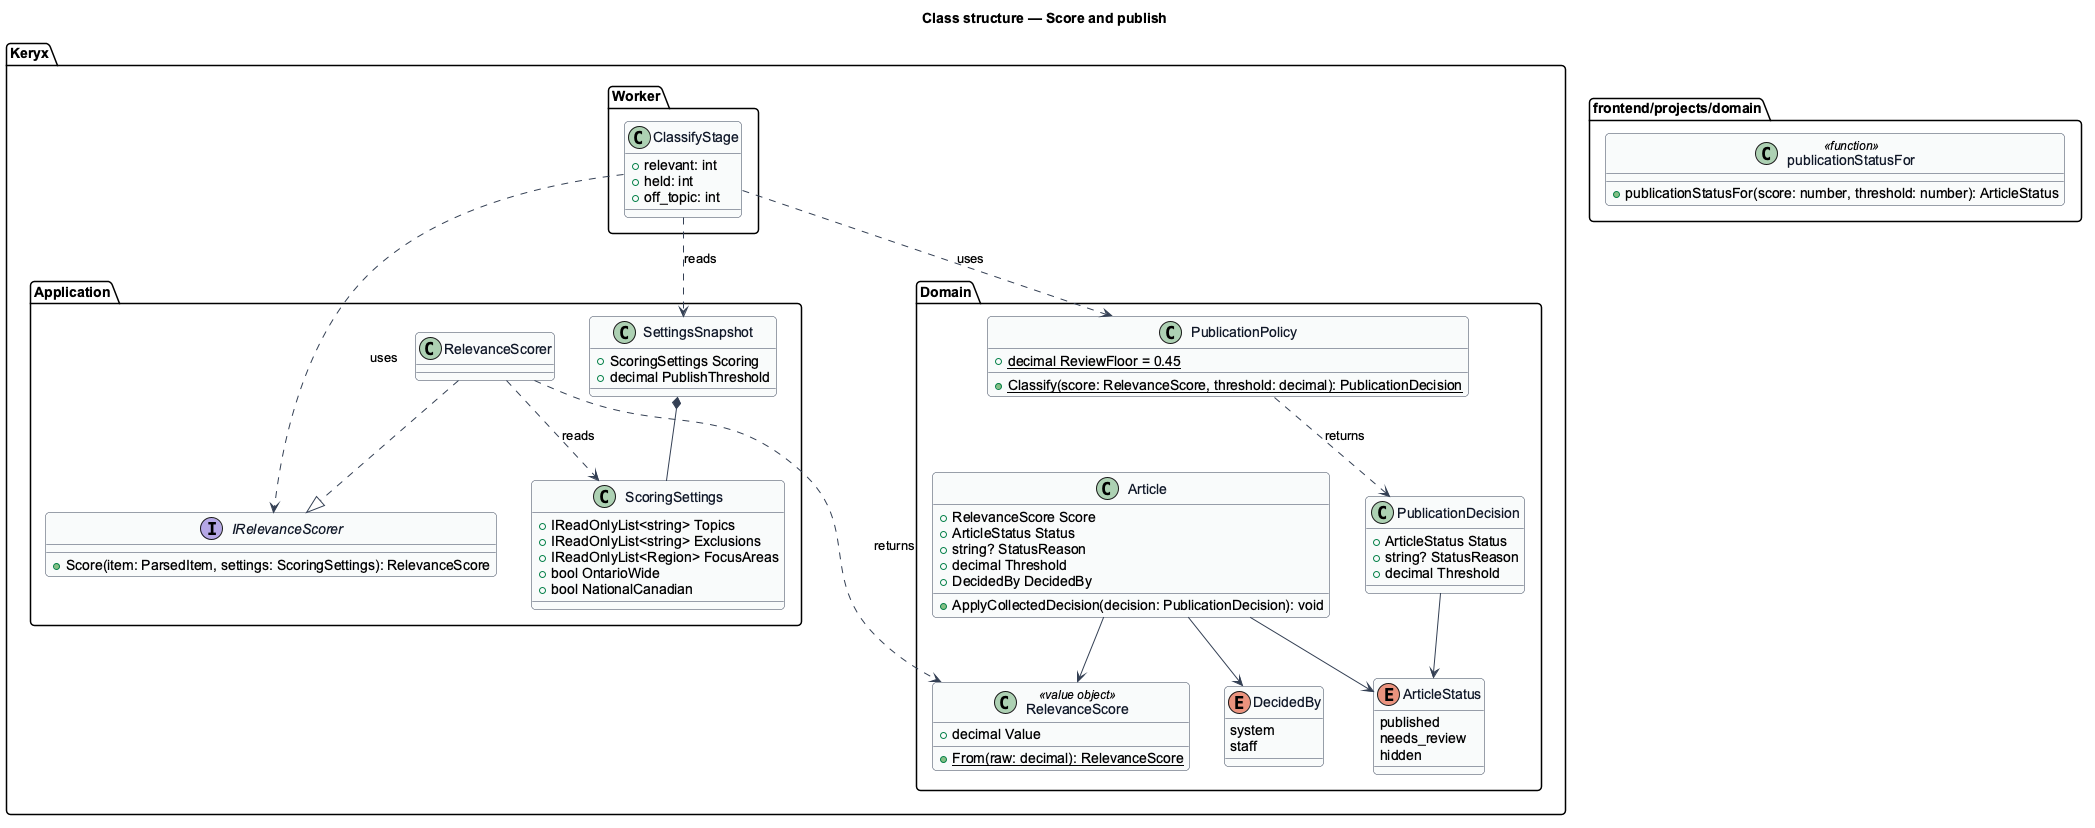 Class structure — Score and publish
Keryx
Worker
C ClassifyStage
relevant: int
held: int
off_topic: int
frontend/projects/domain
C «function»
publicationStatusFor
publicationStatusFor(score: number, threshold: number): ArticleStatus
reads
uses
Application
C RelevanceScorer
C SettingsSnapshot
ScoringSettings Scoring
decimal PublishThreshold
uses
reads
I IRelevanceScorer
Score(item: ParsedItem, settings: ScoringSettings): RelevanceScore
C ScoringSettings
IReadOnlyList<string> Topics
IReadOnlyList<string> Exclusions
IReadOnlyList<Region> FocusAreas
bool OntarioWide
bool NationalCanadian
returns
Domain
C PublicationPolicy
decimal ReviewFloor = 0.45
Classify(score: RelevanceScore, threshold: decimal): PublicationDecision
returns
C Article
RelevanceScore Score
ArticleStatus Status
string? StatusReason
decimal Threshold
DecidedBy DecidedBy
ApplyCollectedDecision(decision: PublicationDecision): void
C PublicationDecision
ArticleStatus Status
string? StatusReason
decimal Threshold
C «value object»
RelevanceScore
decimal Value
From(raw: decimal): RelevanceScore
E DecidedBy
system
staff
E ArticleStatus
published
needs_review
hidden